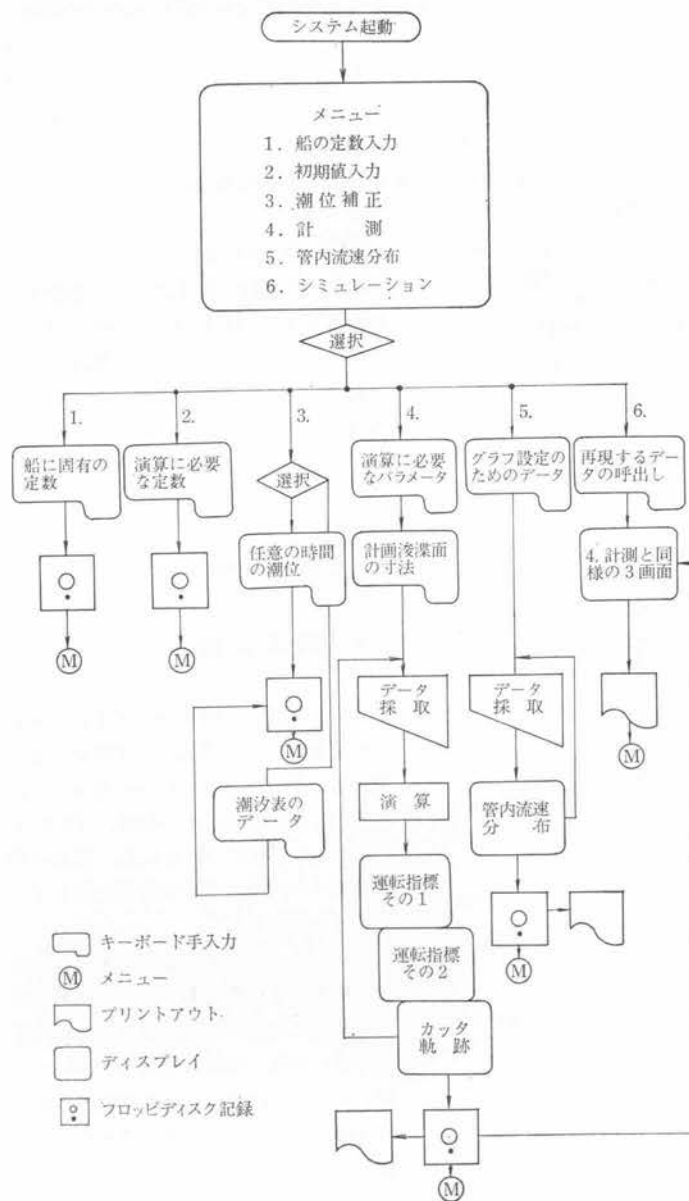 システム起動
メニュー
1. 船の定数入力
2. 初期値入力
3. 潮位補正
4. 計　　測
5. 管内流速分布
6. シミュレーション
選択
1.
2.
3.
4.
5.
6.
船に固有の
定数
演算に必要
な定数
選択
演算に必要
なパラメータ
グラフ設定の
ためのデータ
再現するデー
タの呼出し
任意の時間
の潮位
計画浚渫面
の寸法
4. 計測と同
様の3画面
M
M
データ
採　取
データ
採　取
M
M
潮汐表の
データ
演　算
管内流速
分　　布
運転指標
その1
運転指標
その2
M
カッタ
軌　跡
キーボード手入力
M メニュー
プリントアウト
ディスプレイ
フロッピディスク記録
M